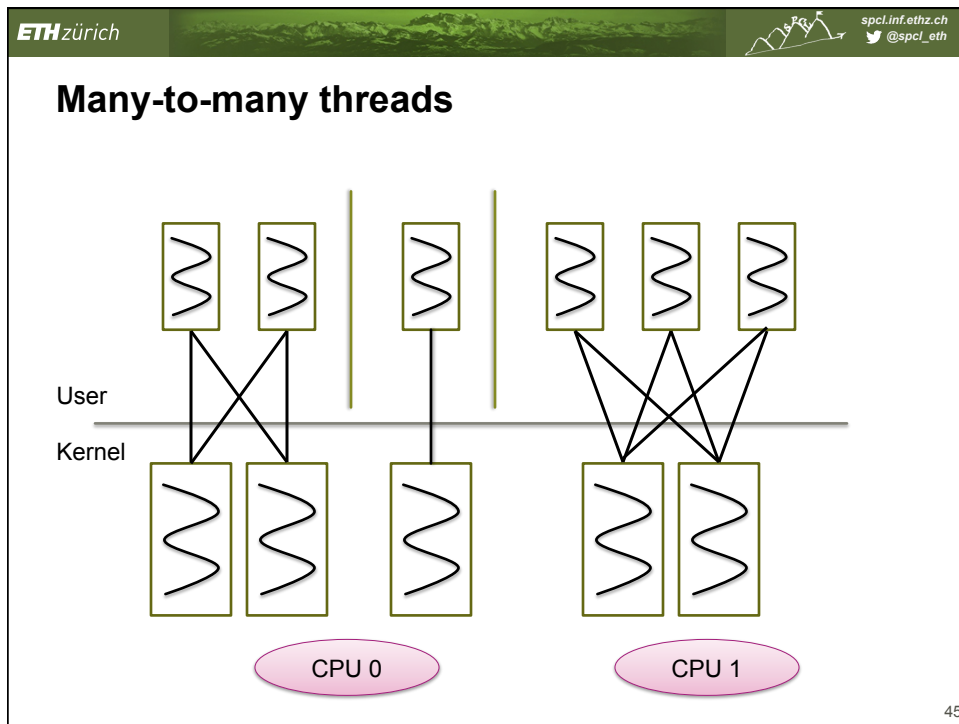 ETH zürich
spcl.inf.ethz.ch
@spcl_eth
Many-to-many threads
User
Kernel
CPU 0
CPU 1
45